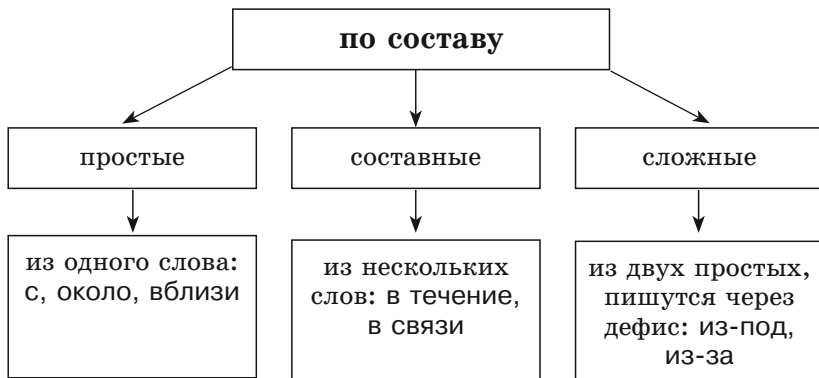 по составу
простые
составные
сложные
из одного слова:
с, около, вблизи
из нескольких
слов: в течение,
в связи
из двух простых,
пишутся через
дефис: из-под,
из-за